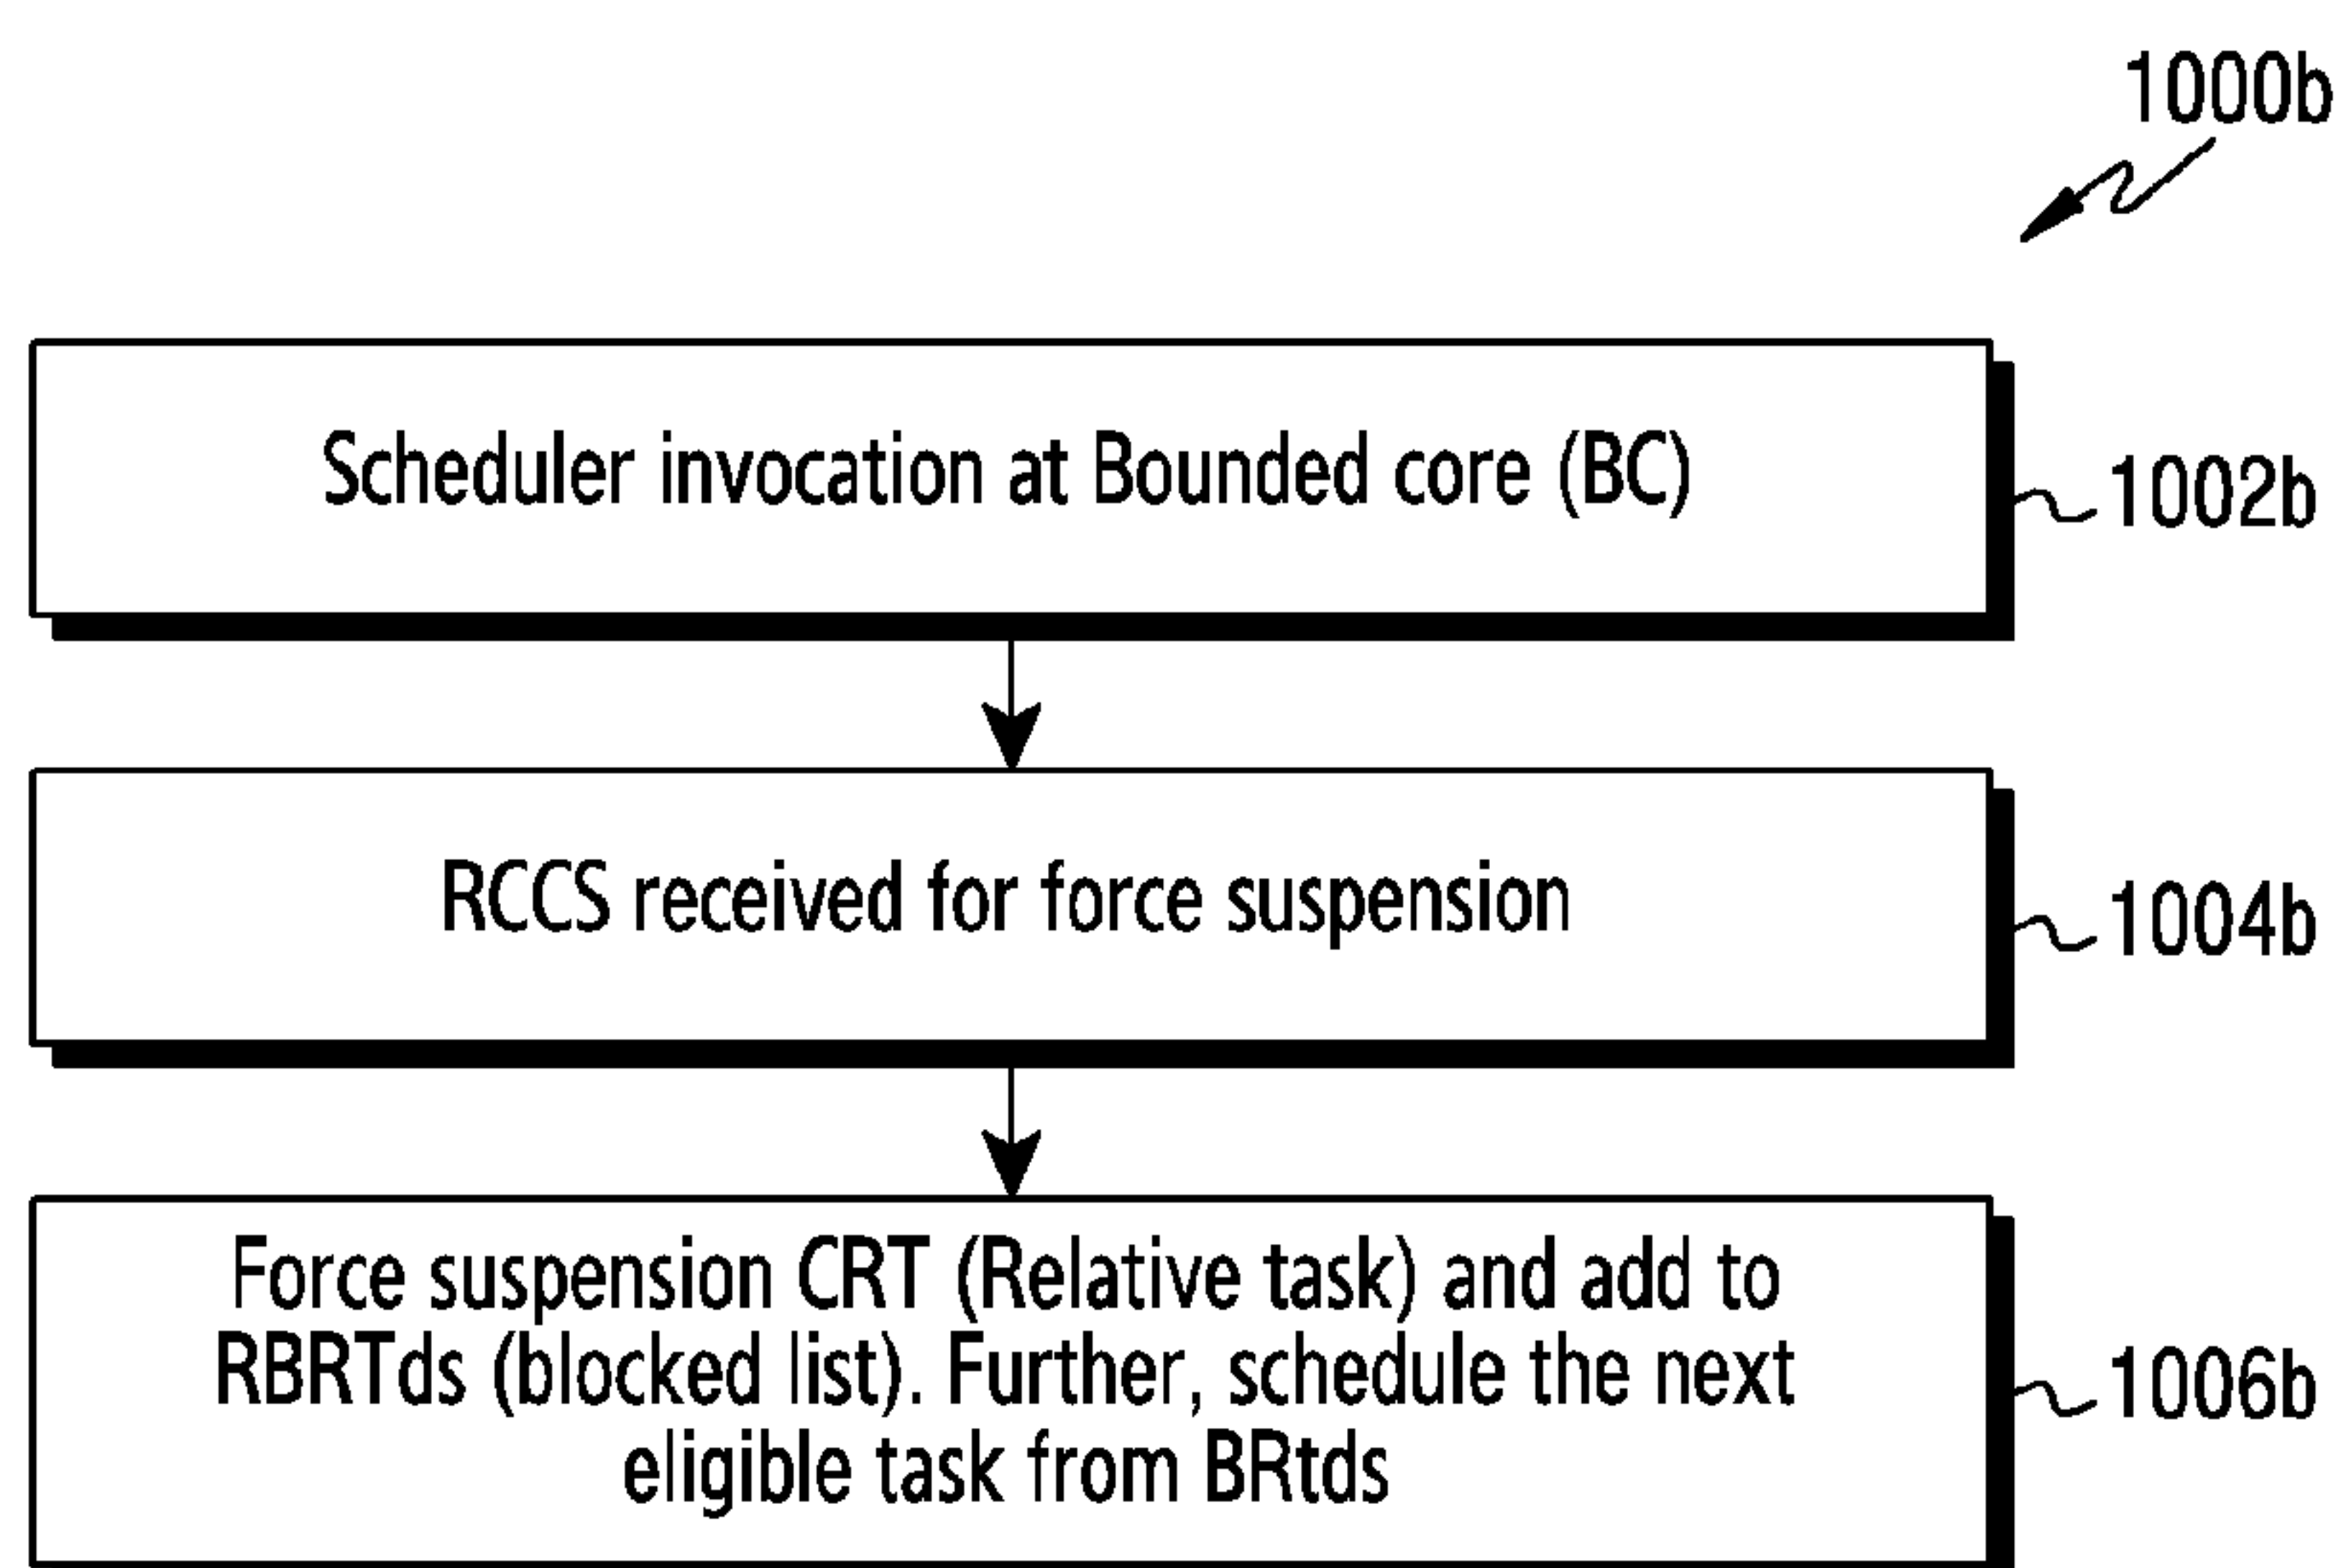 1000b
Scheduler invocation at Bounded core (BC)
1002b
RCCS received for force suspension
1004b
Force suspension CRT (Relative task) and add to
RBRTds (blocked list). Further, schedule the next
eligible task from BRtds
1006b